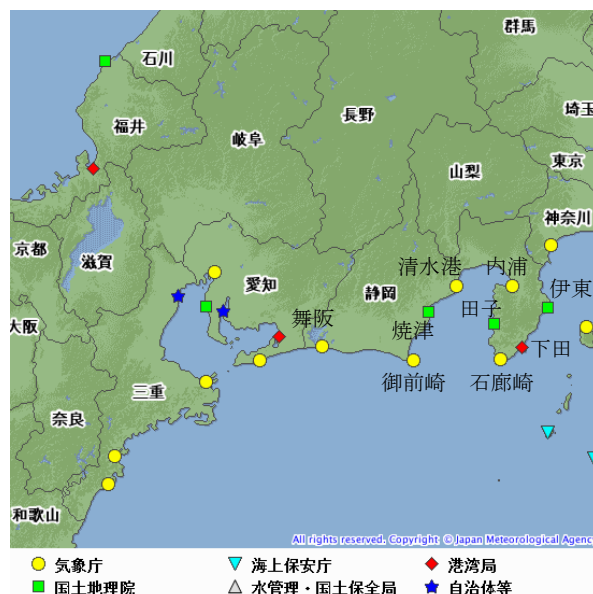 群馬
石川
埼玉
長野
福井
岐阜
東京
山梨
神奈川
京都
滋賀
清水港 内浦
愛知
静岡
伊東
田子
舞阪
大阪
焼津
下田
御前崎 石廊崎
三重
奈良
和歌山
All rights reserved. Copyright © Japan Meteorological Agency
気象庁 海上保安庁 港湾局
国土地理院 水管理・国土保全局 自治体等